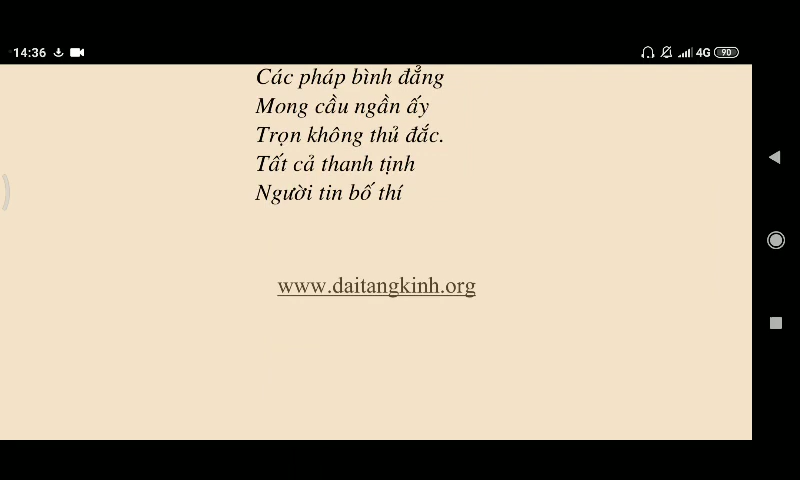 14:36
4G
90
Các pháp bình đẳng
Mong cầu ngần ấy
Trọn không thủ đắc.
Tất cả thanh tịnh
Người tin bố thí
www.daitangkinh.org